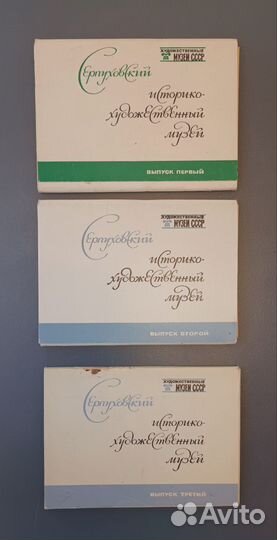 ХУДОЖЕСТВЕННЫЕ
МУЗЕИ СССР
Серпуховский
историко-
художественный
музей
ВЫПУСК ПЕРВЫЙ
ХУДОЖЕСТВЕННЫЕ
МУЗЕИ СССР
Серпуховский
историко-
художественный
музей
ВЫПУСК ВТОРОЙ
ХУДОЖЕСТВЕННЫЕ
МУЗЕИ СССР
Серпуховский
историко-
художественный
музей
ВЫПУСК ТРЕТИЙ
Avito